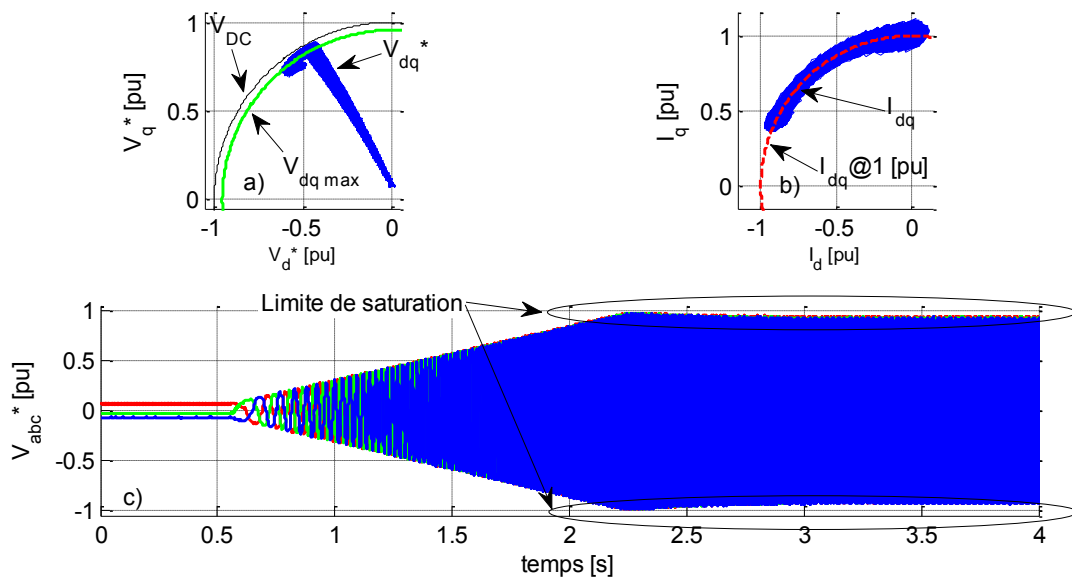 V_q* [pu]
1
0.5
0
V_DC
V_dq*
V_dq max
a)
-1
-0.5
0
V_d* [pu]
I_q [pu]
1
0.5
0
I_dq
I_dq@1 [pu]
b)
-1
-0.5
0
I_d [pu]
Limite de saturation
V_abc* [pu]
1
0.5
0
-0.5
-1
c)
0
0.5
1
1.5
2
2.5
3
3.5
4
temps [s]